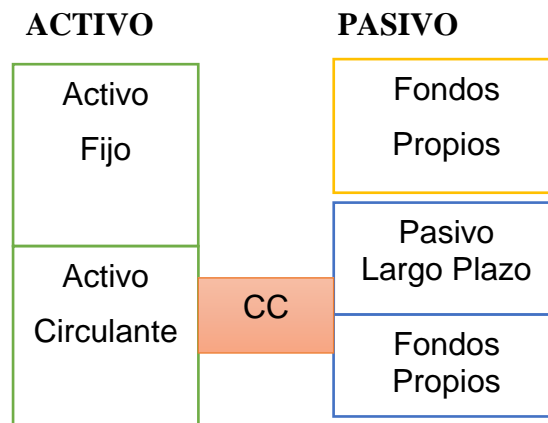 ACTIVO
PASIVO
Activo
Fijo
Fondos
Propios
Activo
Circulante
CC
Pasivo
Largo Plazo
Fondos
Propios